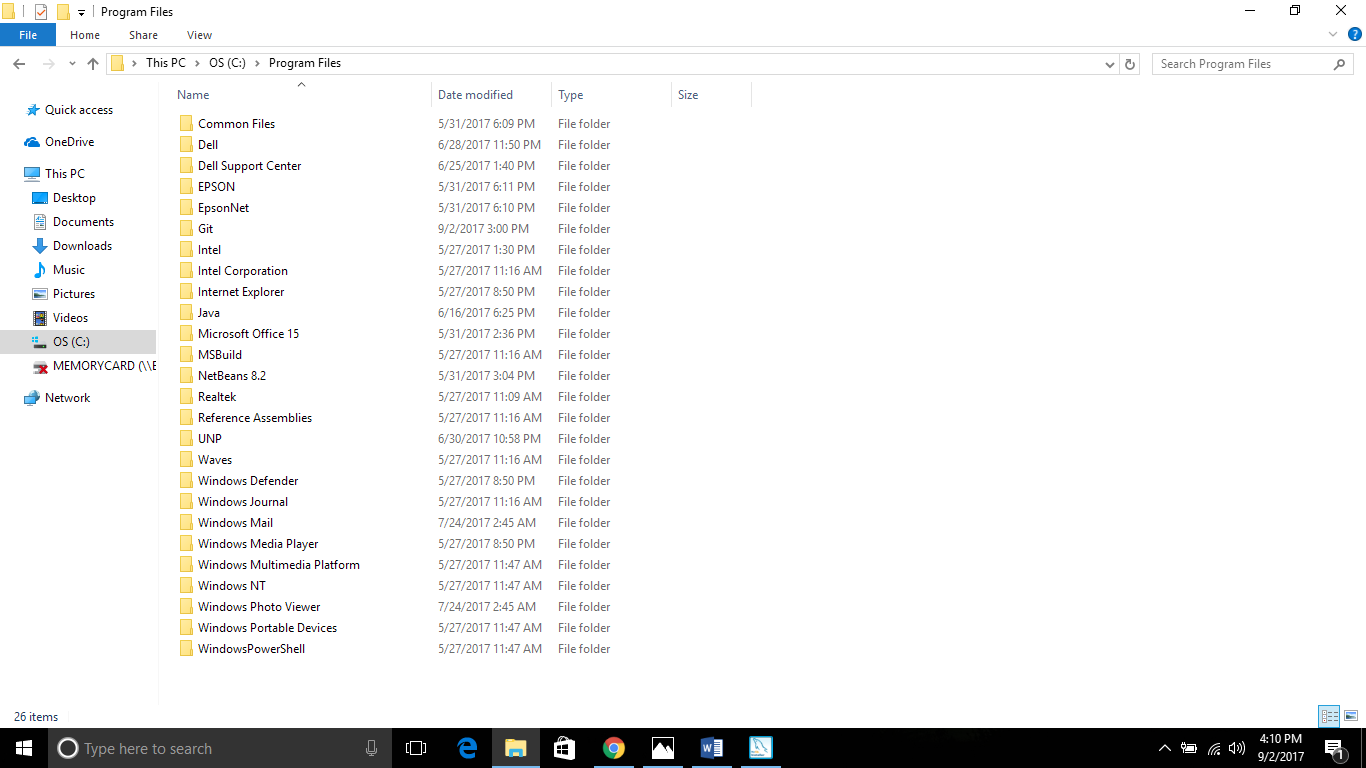 Program Files
File Home Share View
This PC OS (C:) Program Files
Search Program Files
Name Date modified Type Size
Quick access
OneDrive
This PC
Desktop
Documents
Downloads
Music
Pictures
Videos
OS (C:)
MEMORYCARD (\\E
Network
Common Files 5/31/2017 6:09 PM File folder
Dell 6/28/2017 11:50 PM File folder
Dell Support Center 6/25/2017 1:40 PM File folder
EPSON 5/31/2017 6:11 PM File folder
EpsonNet 5/31/2017 6:10 PM File folder
Git 9/2/2017 3:00 PM File folder
Intel 5/27/2017 1:30 PM File folder
Intel Corporation 5/27/2017 11:16 AM File folder
Internet Explorer 5/27/2017 8:50 PM File folder
Java 6/16/2017 6:25 PM File folder
Microsoft Office 15 5/31/2017 2:36 PM File folder
MSBuild 5/27/2017 11:16 AM File folder
NetBeans 8.2 5/31/2017 3:04 PM File folder
Realtek 5/27/2017 11:09 AM File folder
Reference Assemblies 5/27/2017 11:16 AM File folder
UNP 6/30/2017 10:58 PM File folder
Waves 5/27/2017 11:16 AM File folder
Windows Defender 5/27/2017 8:50 PM File folder
Windows Journal 5/27/2017 11:16 AM File folder
Windows Mail 7/24/2017 2:45 AM File folder
Windows Media Player 5/27/2017 8:50 PM File folder
Windows Multimedia Platform 5/27/2017 11:47 AM File folder
Windows NT 5/27/2017 11:47 AM File folder
Windows Photo Viewer 7/24/2017 2:45 AM File folder
Windows Portable Devices 5/27/2017 11:47 AM File folder
WindowsPowerShell 5/27/2017 11:47 AM File folder
26 items
Type here to search
4:10 PM
9/2/2017
1